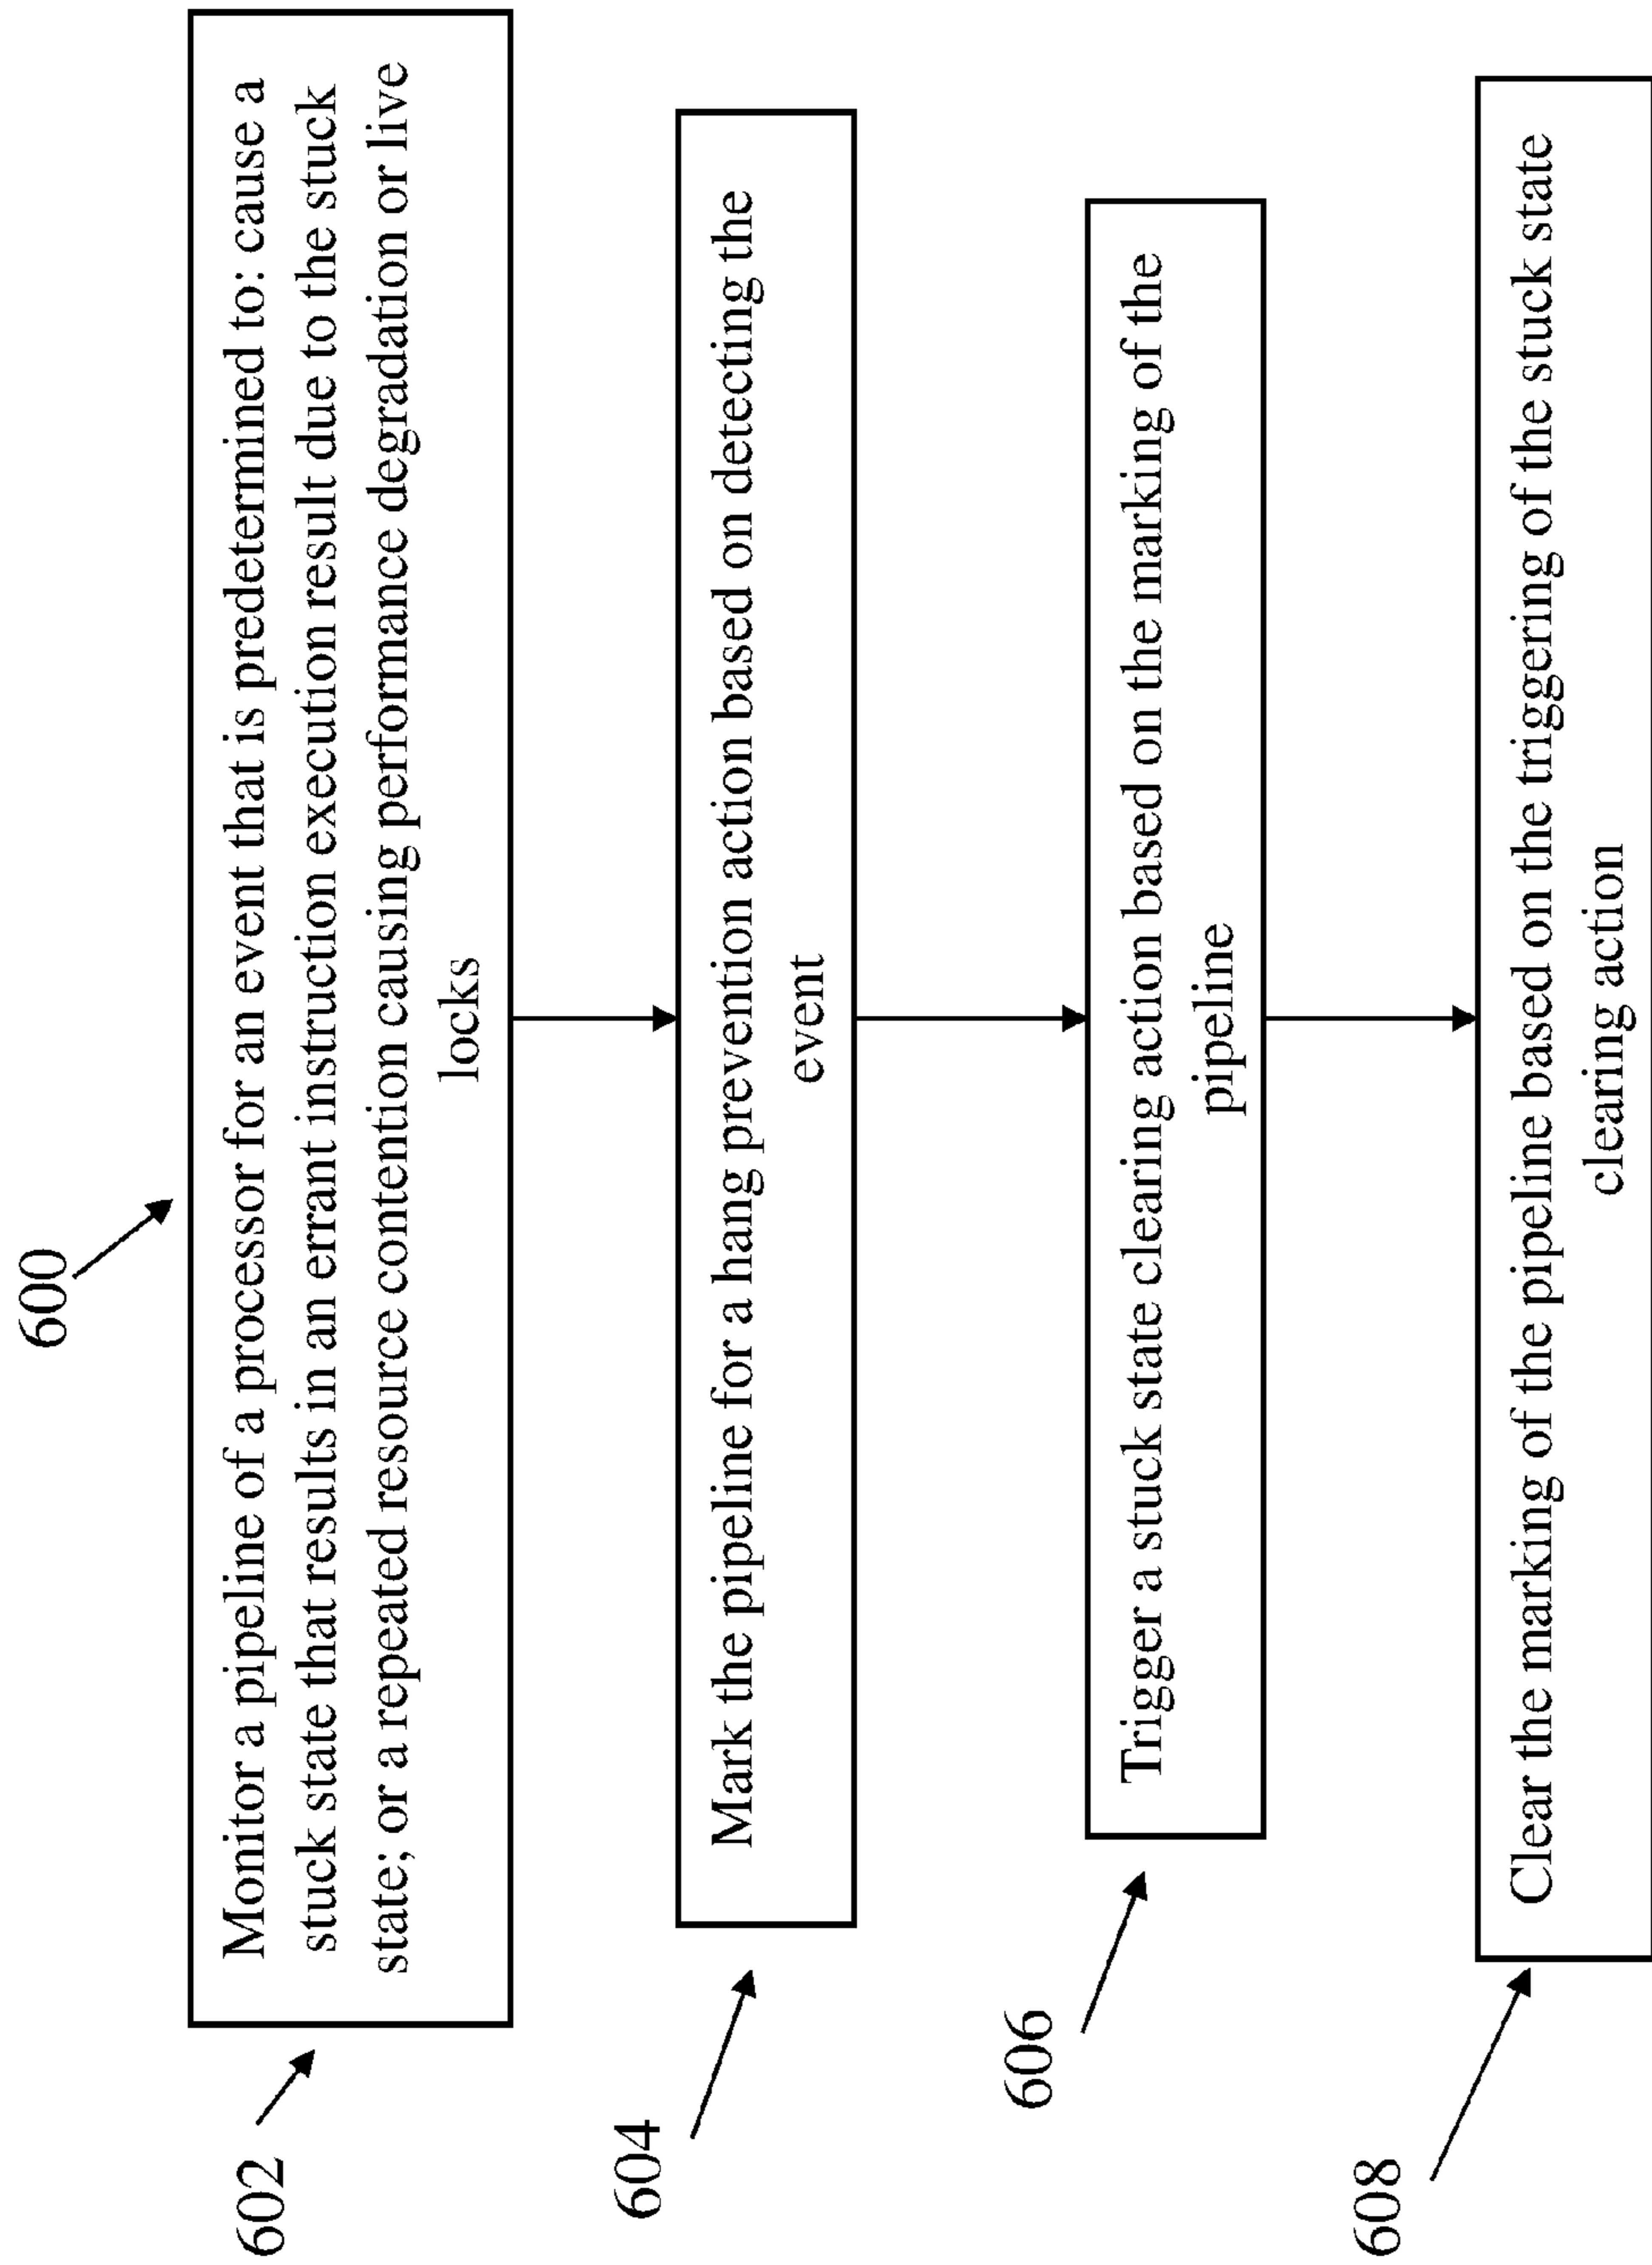 600
602
Monitor a pipeline of a processor for an event that is predetermined to: cause a
stuck state that results in an errant instruction execution result due to the stuck
state; or a repeated resource contention causing performance degradation or live
locks
604
Mark the pipeline for a hang prevention action based on detecting the
event
606
Trigger a stuck state clearing action based on the marking of the
pipeline
608
Clear the marking of the pipeline based on the triggering of the stuck state
clearing action